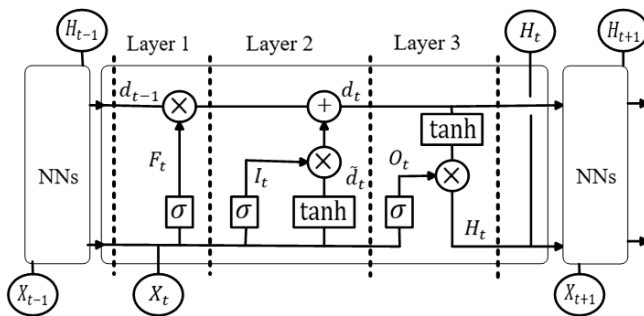 H_{t-1} Layer 1 Layer 2 Layer 3 H_t H_{t+1}
d_{t-1} × + d_t
tanh
F_t I_t × d̃_t O_t ×
NNs NNs
σ σ tanh σ H_t
X_{t-1} X_t X_{t+1}